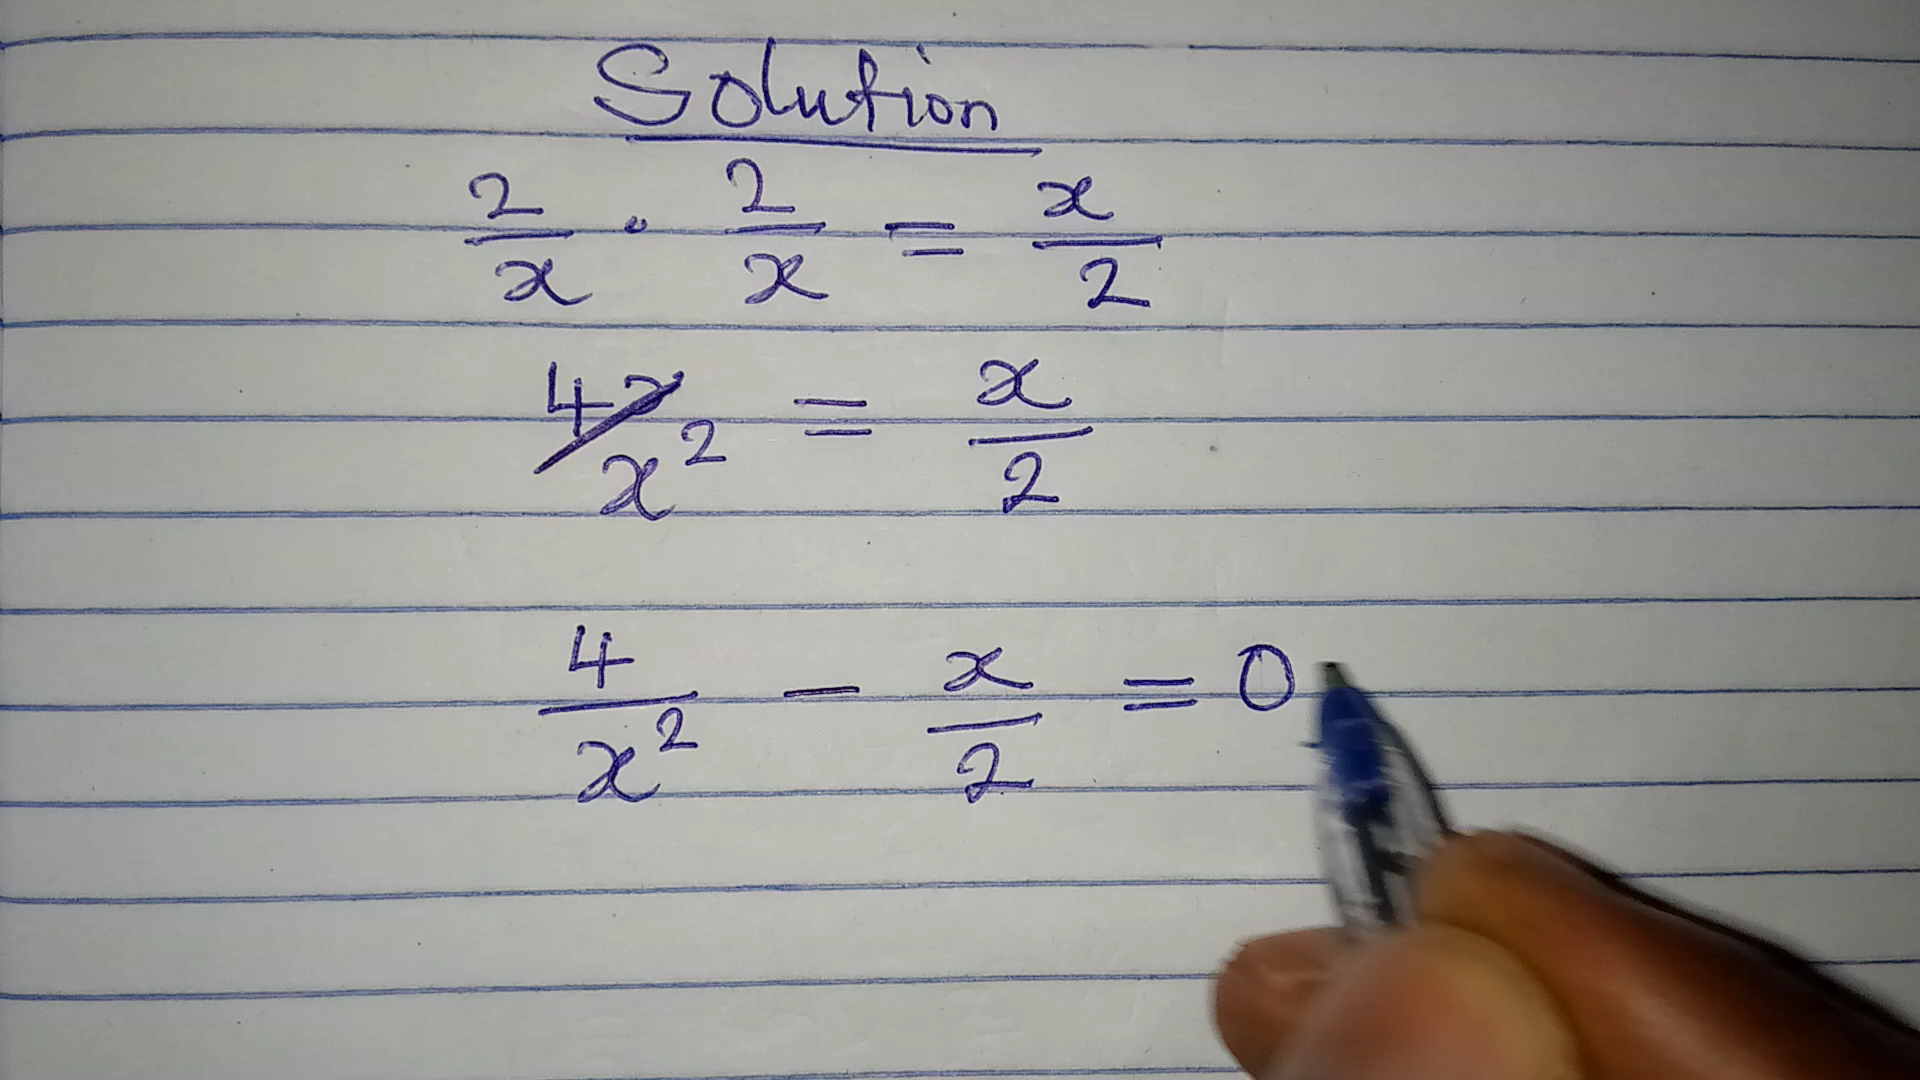 Solution
2/x · 2/x = x/2
4/x² = x/2
4/x² - x/2 = 0